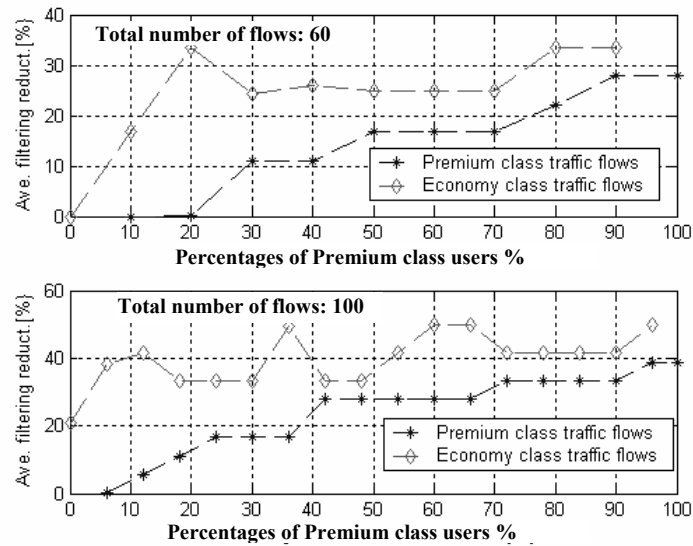 Total number of flows: 60
Ave. filtering reduct.[%}
40
30
20
10
0
Premium class traffic flows
Economy class traffic flows
0 10 20 30 40 50 60 70 80 90 100
Percentages of Premium class users %
Total number of flows: 100
Ave. filtering reduct.[%}
60
40
20
0
Premium class traffic flows
Economy class traffic flows
0 10 20 30 40 50 60 70 80 90 100
Percentages of Premium class users %